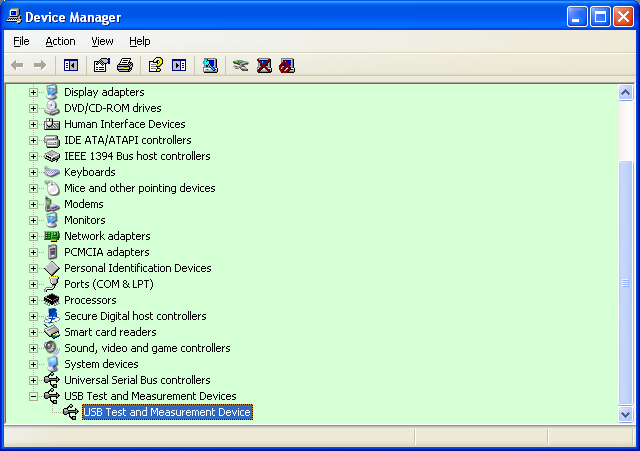 Device Manager
File Action View Help
Display adapters
DVD/CD-ROM drives
Human Interface Devices
IDE ATA/ATAPI controllers
IEEE 1394 Bus host controllers
Keyboards
Mice and other pointing devices
Modems
Monitors
Network adapters
PCMCIA adapters
Personal Identification Devices
Ports (COM & LPT)
Processors
Secure Digital host controllers
Smart card readers
Sound, video and game controllers
System devices
Universal Serial Bus controllers
USB Test and Measurement Devices
USB Test and Measurement Device